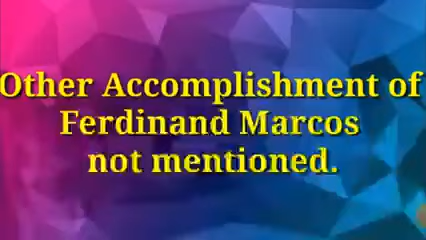 Other Accomplishment of
Ferdinand Marcos
not mentioned.